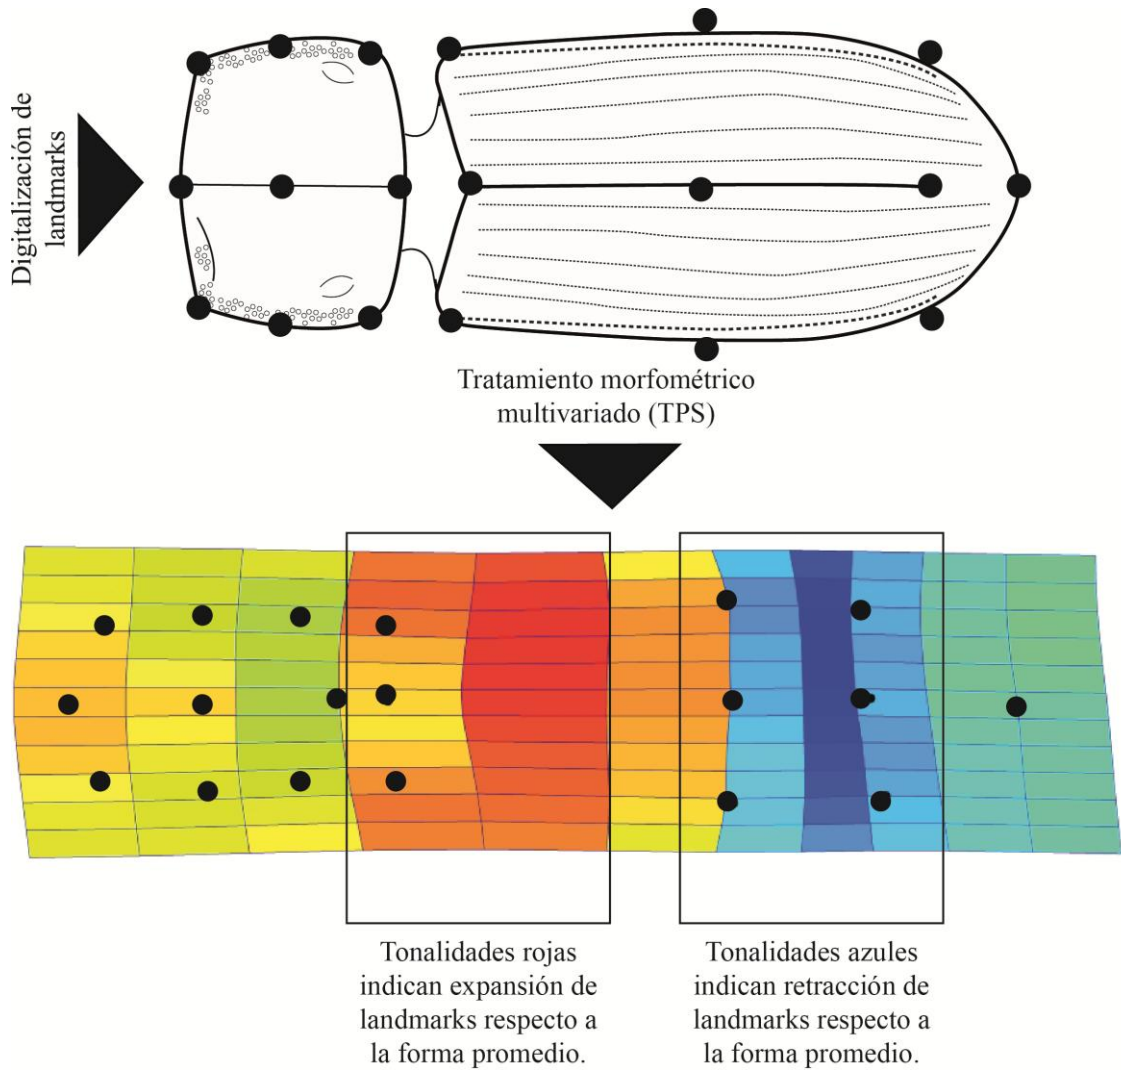 Digitalización de
landmarks
Tratamiento morfométrico
multivariado (TPS)
Tonalidades rojas
indican expansión de
landmarks respecto a
la forma promedio.
Tonalidades azules
indican retracción de
landmarks respecto a
la forma promedio.